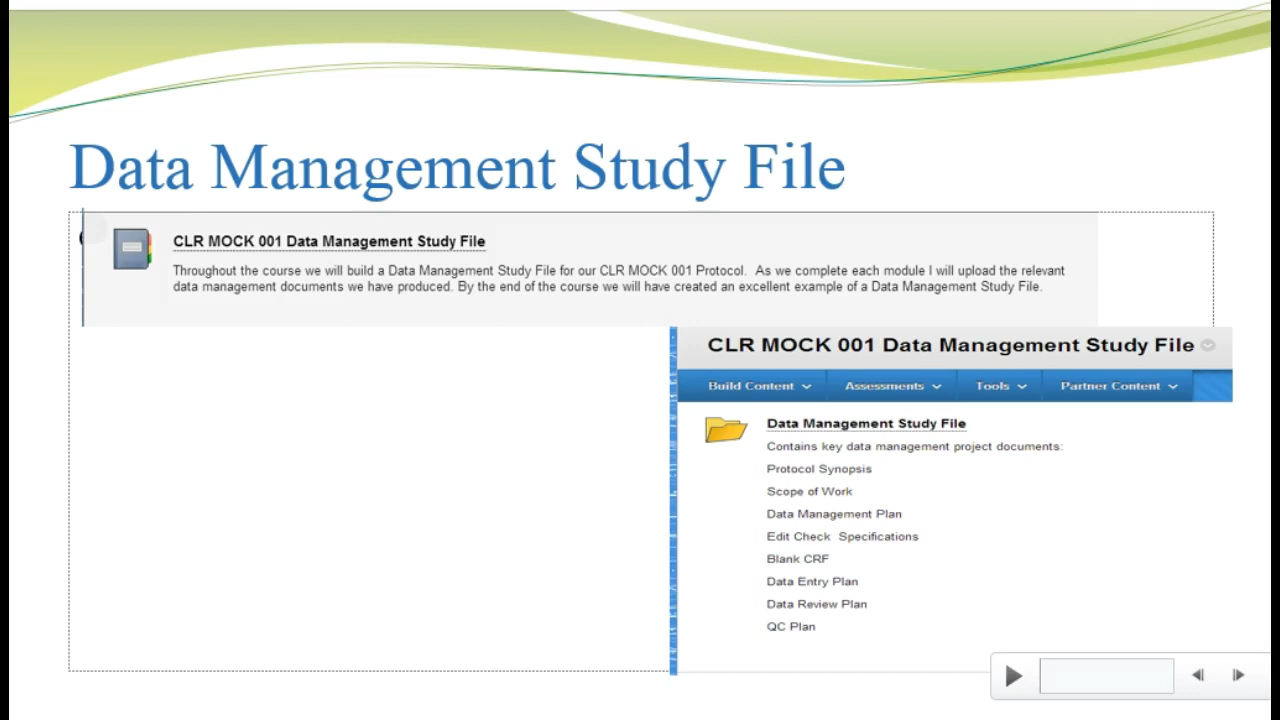 Data Management Study File
CLR MOCK 001 Data Management Study File
Throughout the course we will build a Data Management Study File for our CLR MOCK 001 Protocol. As we complete each module I will upload the relevant
data management documents we have produced. By the end of the course we will have created an excellent example of a Data Management Study File.
CLR MOCK 001 Data Management Study File
Build Content Assessments Tools Partner Content
Data Management Study File
Contains key data management project documents:
Protocol Synopsis
Scope of Work
Data Management Plan
Edit Check Specifications
Blank CRF
Data Entry Plan
Data Review Plan
QC Plan